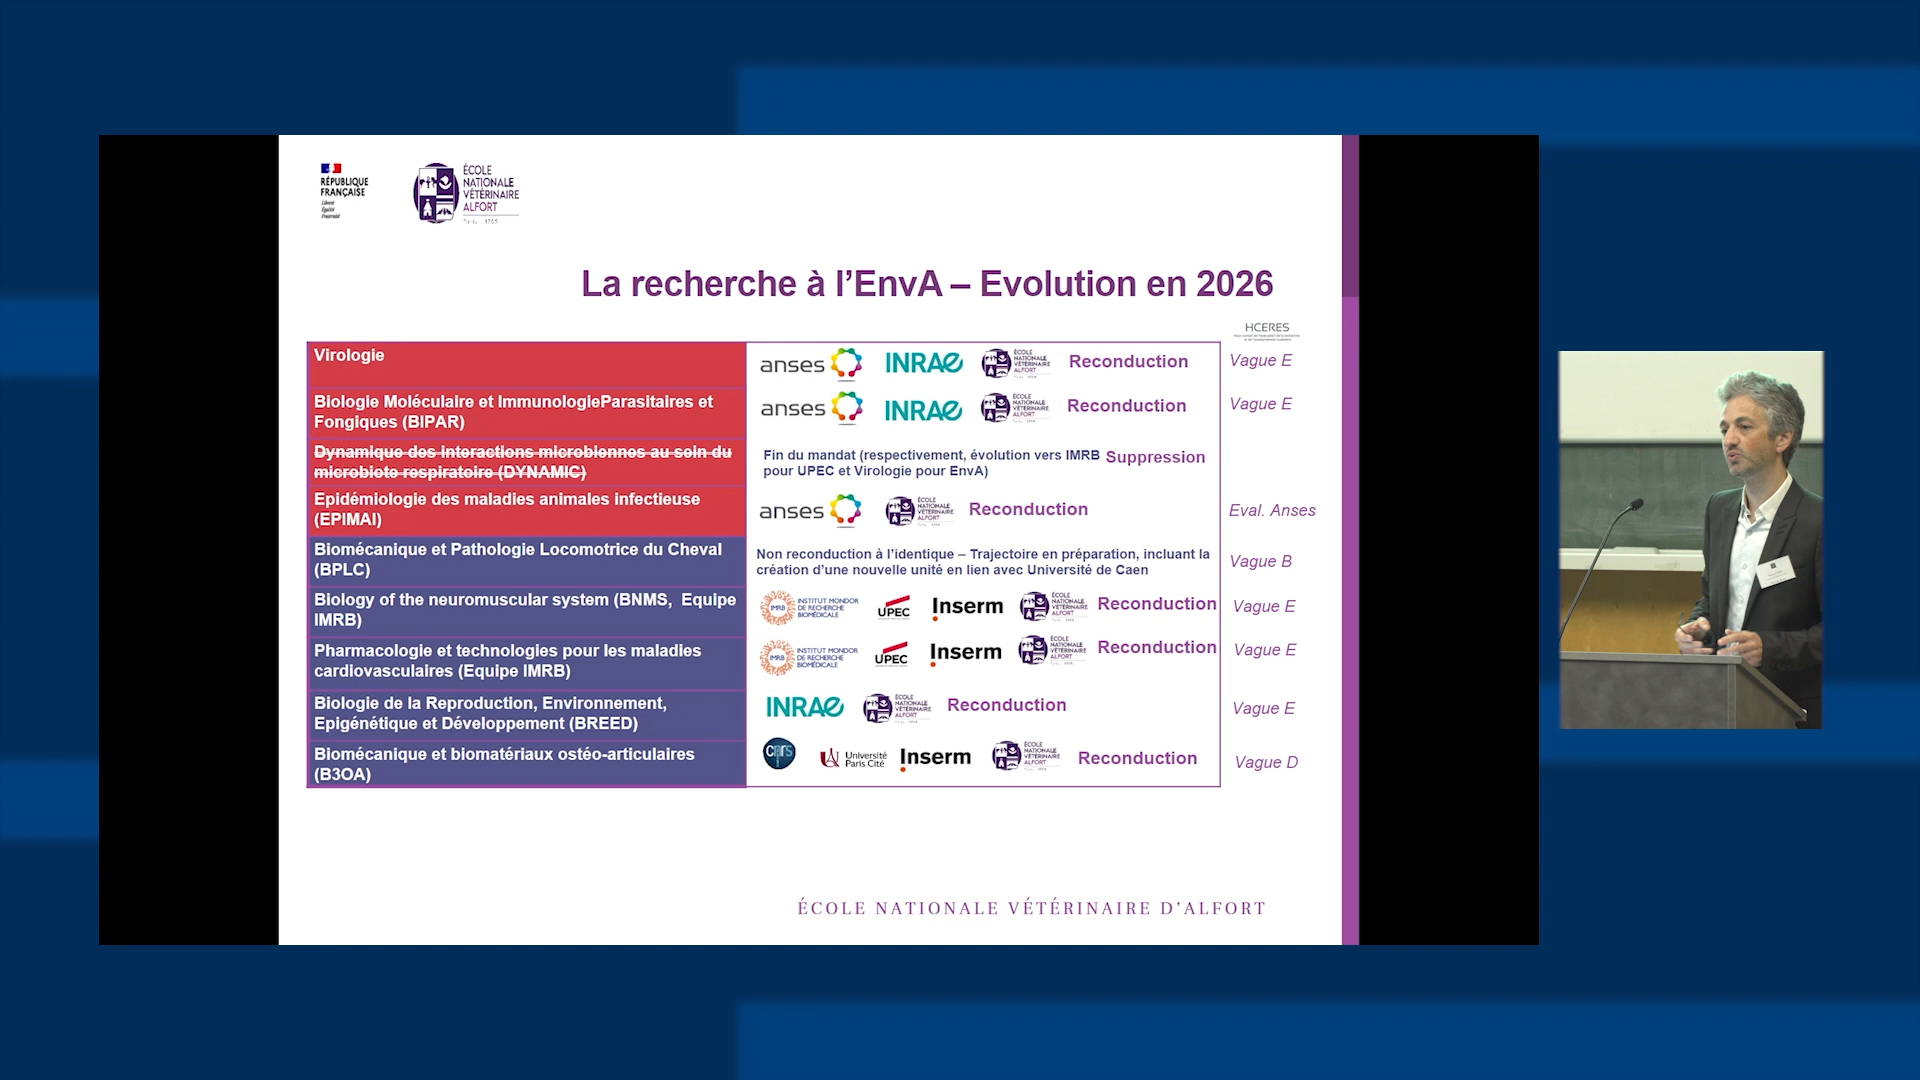 RÉPUBLIQUE
FRANÇAISE
Liberté
Égalité
Fraternité
ÉCOLE
NATIONALE
VÉTÉRINAIRE
ALFORT
La recherche à l’EnvA – Evolution en 2026
HCERES
Virologie
anses
INRAE
ÉCOLE
NATIONALE
VÉTÉRINAIRE
ALFORT
Reconduction
Vague E
Biologie Moléculaire et ImmunologieParasitaires et
Fongiques (BIPAR)
anses
INRAE
ÉCOLE
NATIONALE
VÉTÉRINAIRE
ALFORT
Reconduction
Vague E
Dynamique des interactions microbiennes au sein du
microbiote respiratoire (DYNAMIC)
Fin du mandat (respectivement, évolution vers IMRB
pour UPEC et Virologie pour EnvA)
Suppression
Epidémiologie des maladies animales infectieuse
(EPIMAI)
anses
ÉCOLE
NATIONALE
VÉTÉRINAIRE
ALFORT
Reconduction
Eval. Anses
Biomécanique et Pathologie Locomotrice du Cheval
(BPLC)
Non reconduction à l’identique – Trajectoire en préparation, incluant la
création d’une nouvelle unité en lien avec Université de Caen
Vague B
Biology of the neuromuscular system (BNMS,  Equipe
IMRB)
IMRB
INSTITUT MONDOR
DE RECHERCHE
BIOMÉDICALE
UPEC
Inserm
ÉCOLE
NATIONALE
VÉTÉRINAIRE
ALFORT
Reconduction
Vague E
Pharmacologie et technologies pour les maladies
cardiovasculaires (Equipe IMRB)
IMRB
INSTITUT MONDOR
DE RECHERCHE
BIOMÉDICALE
UPEC
Inserm
ÉCOLE
NATIONALE
VÉTÉRINAIRE
ALFORT
Reconduction
Vague E
Biologie de la Reproduction, Environnement,
Epigénétique et Développement (BREED)
INRAE
ÉCOLE
NATIONALE
VÉTÉRINAIRE
ALFORT
Reconduction
Vague E
Biomécanique et biomatériaux ostéo-articulaires
(B3OA)
cnrs
Université
Paris Cité
Inserm
ÉCOLE
NATIONALE
VÉTÉRINAIRE
ALFORT
Reconduction
Vague D
ÉCOLE NATIONALE VÉTÉRINAIRE D’ALFORT